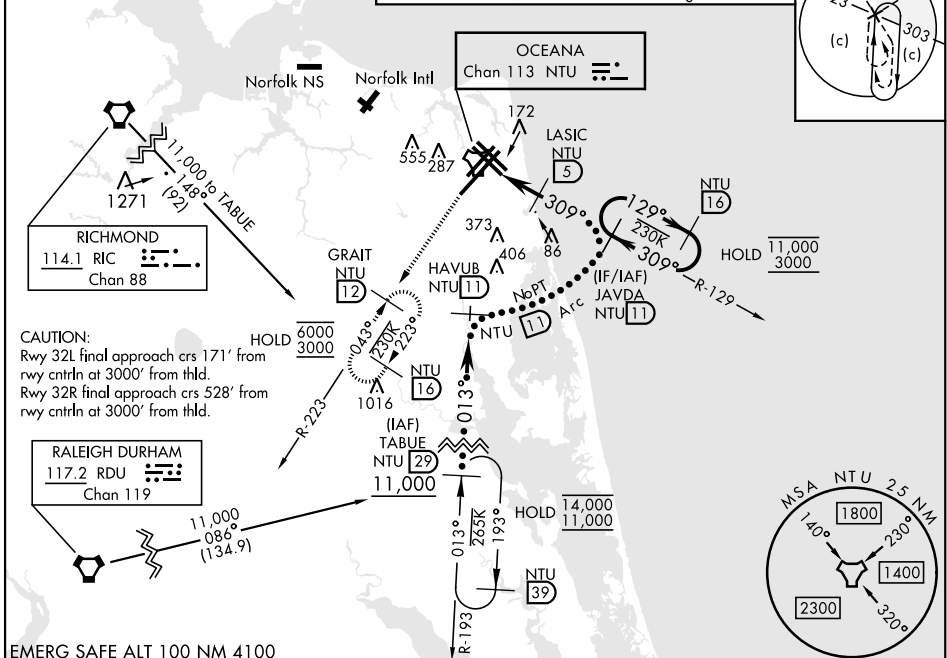 23
303
(c)
(c)
OCEANA
Chan 113 NTU
Norfolk NS
Norfolk Intl
172
555
287
LASIC
NTU
5
11,000 to TABUE
148°
(92)
1271
309°
129°
230K
309°
NTU
16
HOLD 11,000
3000
RICHMOND
114.1 RIC
Chan 88
373
406
86
GRAIT
NTU
12
HAVUB
NTU 11
NoPT
NTU 11 Arc
(IF/IAF)
JAVDA
NTU 11
R-129
HOLD 6000
3000
043°
230K
223°
NTU
16
1016
R-223
CAUTION:
Rwy 32L final approach crs 171' from
rwy cntrln at 3000' from thld.
Rwy 32R final approach crs 528' from
rwy cntrln at 3000' from thld.
013°
(IAF)
TABUE
NTU 29
11,000
RALEIGH DURHAM
117.2 RDU
Chan 119
11,000
086°
(134.9)
013°
265K
193°
HOLD 14,000
11,000
NTU
39
R-193
MSA NTU 25 NM
1800
140°
230°
1400
2300
320°
EMERG SAFE ALT 100 NM 4100